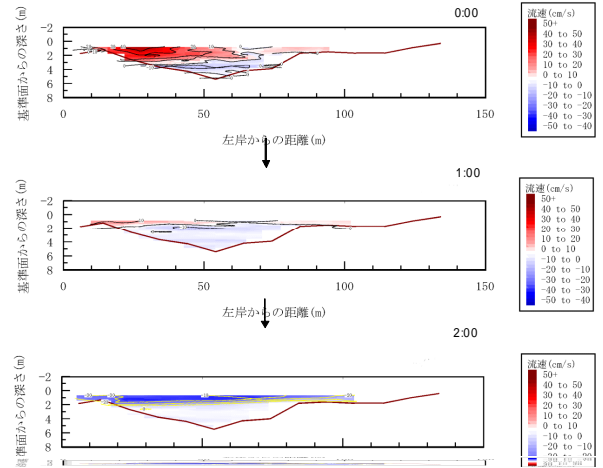 0:00
基準面からの深さ(m)
-2
0
2
4
6
8
0
50
100
150
左岸からの距離(m)
流速(cm/s)
50+
40 to 50
30 to 40
20 to 30
10 to 20
0 to 10
-10 to 0
-20 to -10
-30 to -20
-40 to -30
-50 to -40
1:00
基準面からの深さ(m)
-2
0
2
4
6
8
0
50
100
150
左岸からの距離(m)
流速(cm/s)
50+
40 to 50
30 to 40
20 to 30
10 to 20
0 to 10
-10 to 0
-20 to -10
-30 to -20
-40 to -30
-50 to -40
2:00
基準面からの深さ(m)
-2
0
2
4
6
8
流速(cm/s)
50+
40 to 50
30 to 40
20 to 30
10 to 20
0 to 10
-10 to 0
-20 to -10
8